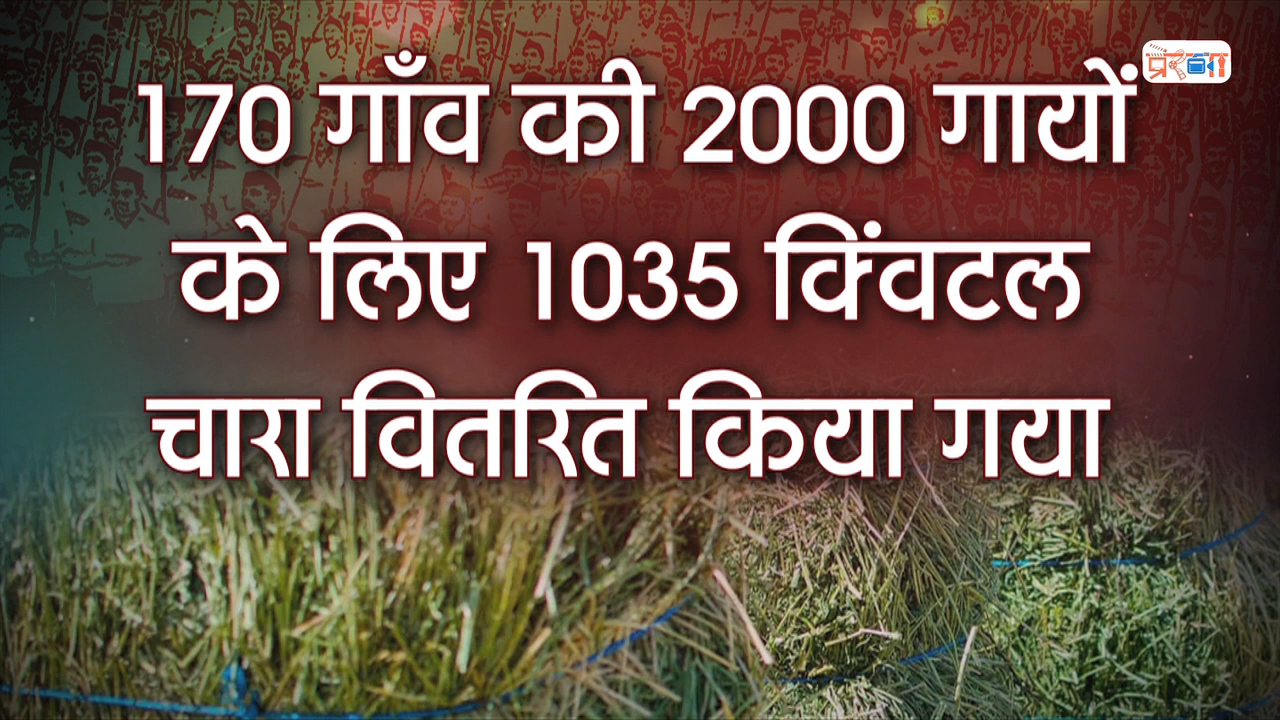 170 गाँव की 2000 गायों
के लिए 1035 क्विंटल
चारा वितरित किया गया